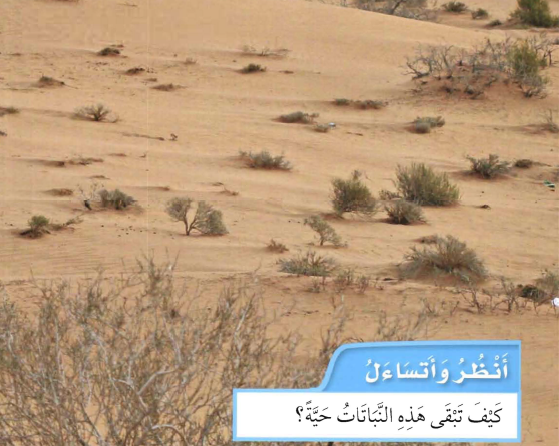 أَنْظُرُ وَأَتَسَاءَلُ
كَيْفَ تَبْقَى هَذِهِ النَّبَاتَاتُ حَيَّةً؟